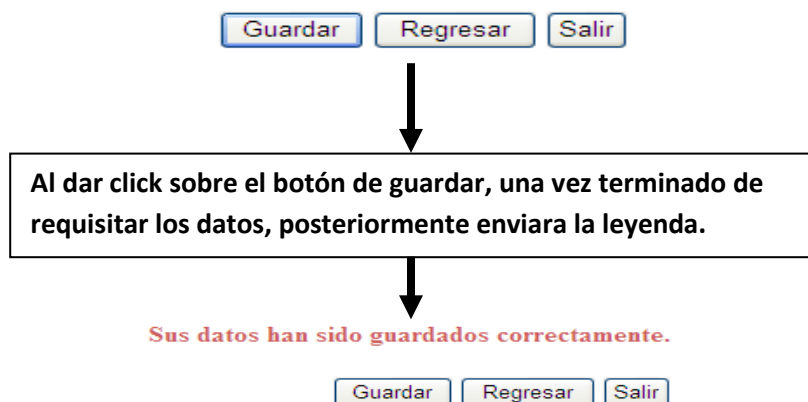 Guardar Regresar Salir
Al dar click sobre el botón de guardar, una vez terminado de
requisitar los datos, posteriormente enviara la leyenda.
Sus datos han sido guardados correctamente.
Guardar Regresar Salir